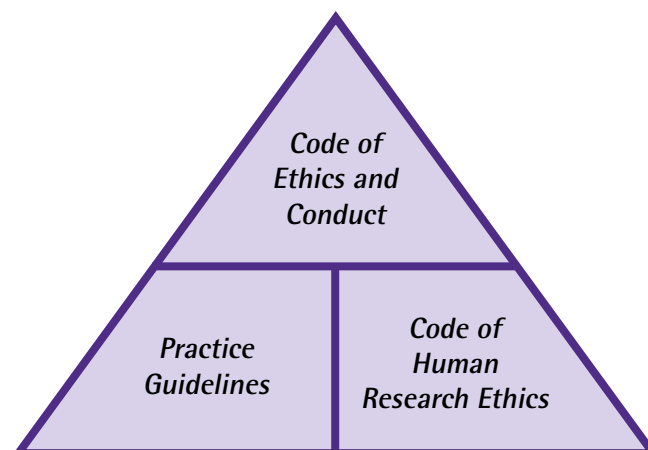 Code of
Ethics and
Conduct
Practice
Guidelines
Code of
Human
Research Ethics